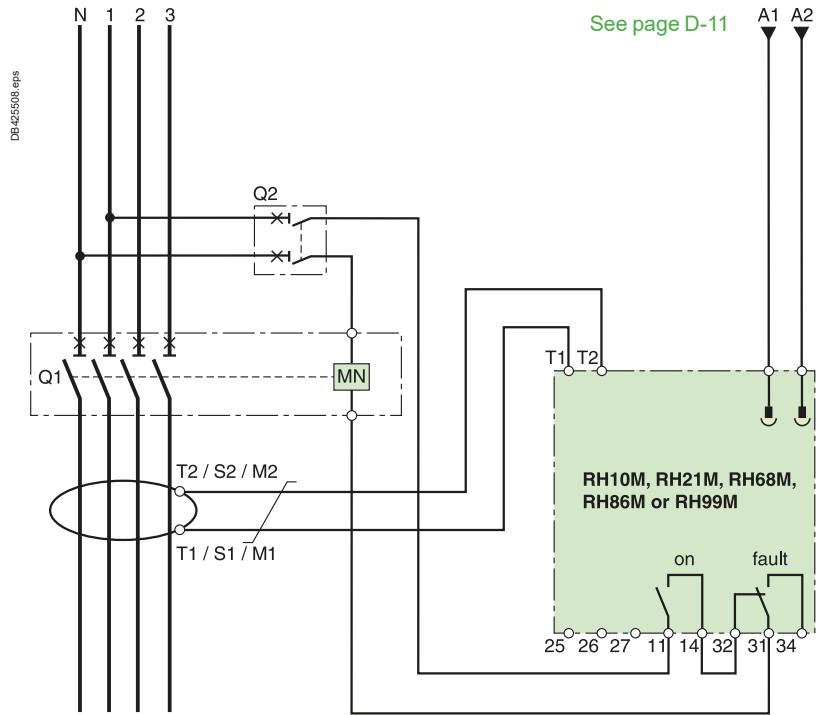 N 1 2 3
See page D-11
A1 A2
DB425508.eps
Q2
T1 T2
Q1
MN
T2 / S2 / M2
RH10M, RH21M, RH68M,
RH86M or RH99M
T1 / S1 / M1
on fault
25 26 27 11 14 32 31 34